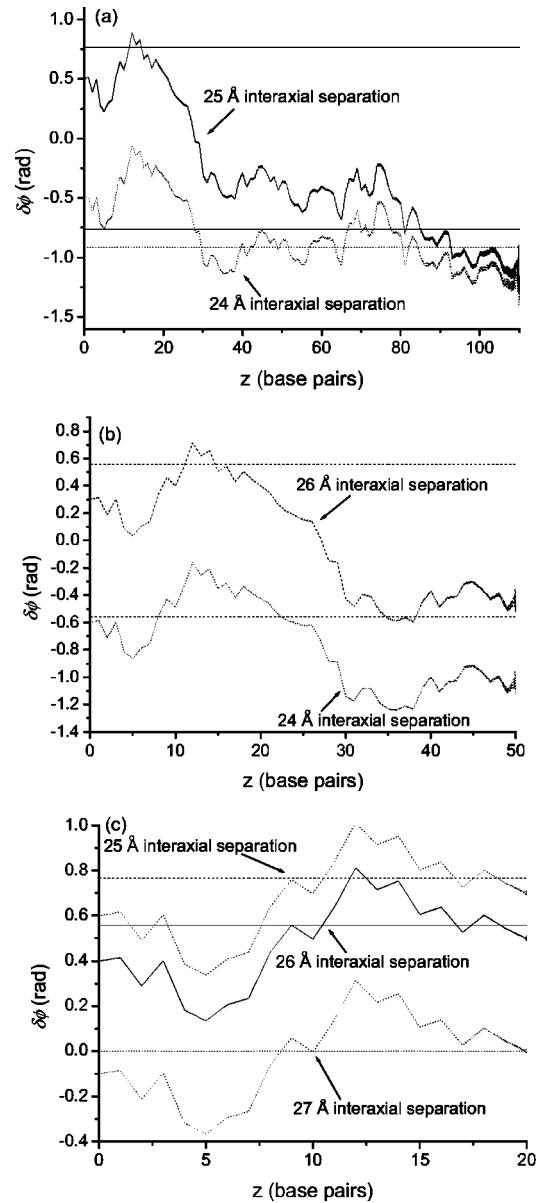 (a)
1.0
0.5
0.0
-0.5
-1.0
-1.5
δϕ (rad)
25 Å interaxial separation
24 Å interaxial separation
0 20 40 60 80 100
z (base pairs)
(b)
0.8
0.6
0.4
0.2
0.0
-0.2
-0.4
-0.6
-0.8
-1.0
-1.2
-1.4
δϕ (rad)
26 Å interaxial separation
24 Å interaxial separation
0 10 20 30 40 50
z (base pairs)
(c)
1.0
0.8
0.6
0.4
0.2
0.0
-0.2
-0.4
δϕ (rad)
25 Å interaxial separation
26 Å interaxial separation
27 Å interaxial separation
0 5 10 15 20
z (base pairs)